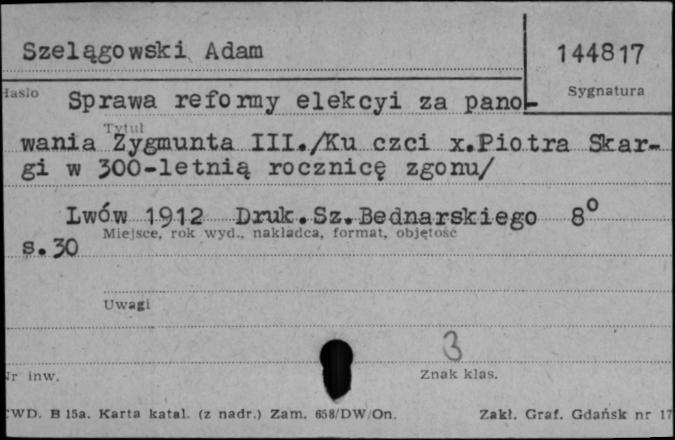 Szelągowski Adam 144817
Hasło Sygnatura
Sprawa reformy elekcyi za pano-
Tytuł
wania Zygmunta III./Ku czci x.Piotra Skar-
gi w 300-letnią rocznicę zgonu/
Lwów 1912 Druk.Sz.Bednarskiego 8°
Miejsce, rok wyd., nakładca, format, objętość
s.30
Uwagi
3
Nr inw. Znak klas.
CWD. B 15a. Karta katal. (z nadr.) Zam. 658/DW/On. Zakł. Graf. Gdańsk nr 17